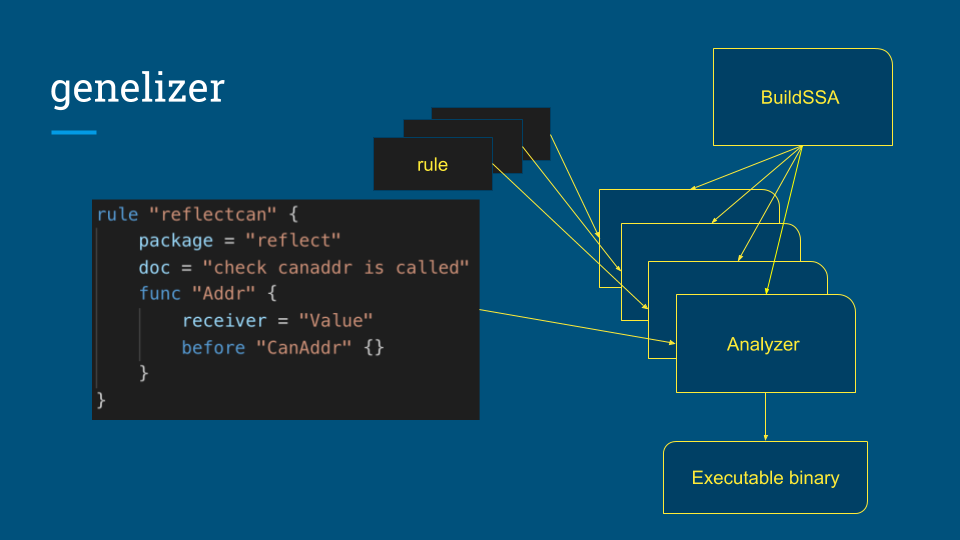 genelizer
BuildSSA
rule
rule "reflectcan" {
    package = "reflect"
    doc = "check canaddr is called"
    func "Addr" {
        receiver = "Value"
        before "CanAddr" {}
    }
}
Analyzer
Executable binary